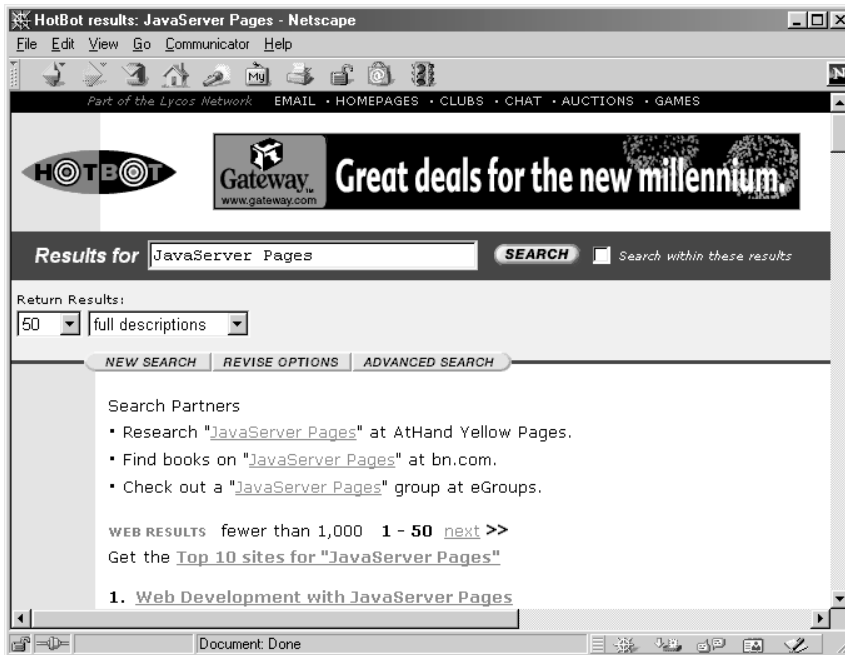 HotBot results: JavaServer Pages - Netscape
File Edit View Go Communicator Help
My
N
Part of the Lycos Network EMAIL · HOMEPAGES · CLUBS · CHAT · AUCTIONS · GAMES
HOTBOT
Gateway™
www.gateway.com
Great deals for the new millennium.
Results for JavaServer Pages SEARCH Search within these results
Return Results:
50 full descriptions
NEW SEARCH REVISE OPTIONS ADVANCED SEARCH
Search Partners
· Research "JavaServer Pages" at AtHand Yellow Pages.
· Find books on "JavaServer Pages" at bn.com.
· Check out a "JavaServer Pages" group at eGroups.
WEB RESULTS fewer than 1,000 1 - 50 next >>
Get the Top 10 sites for "JavaServer Pages"
1. Web Development with JavaServer Pages
Document: Done